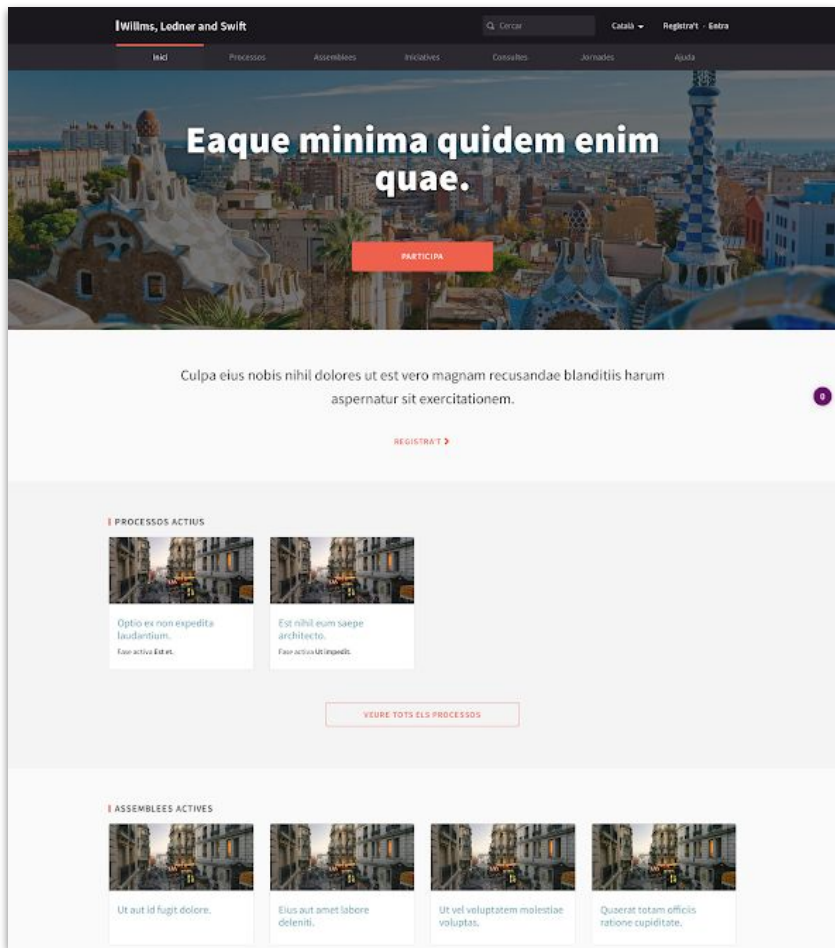 Willms, Ledner and Swift
Cercar
Català
Registra't · Entra
Inici
Processos
Assemblees
Iniciatives
Consultes
Jornades
Ajuda
Eaque minima quidem enim
quae.
PARTICIPA
Culpa eius nobis nihil dolores ut est vero magnam recusandae blanditiis harum
aspernatur sit exercitationem.
0
REGISTRA'T
PROCESSOS ACTIUS
Optio ex non expedita
laudantium.
Fase activa Est et.
Est nihil eum saepe
architecto.
Fase activa Ut impedit.
VEURE TOTS ELS PROCESSOS
ASSEMBLEES ACTIVES
Ut aut id fugit dolore.
Eius aut amet labore
deleniti.
Ut vel voluptatem molestiae
voluptas.
Quaerat totam officiis
ratione cupiditate.